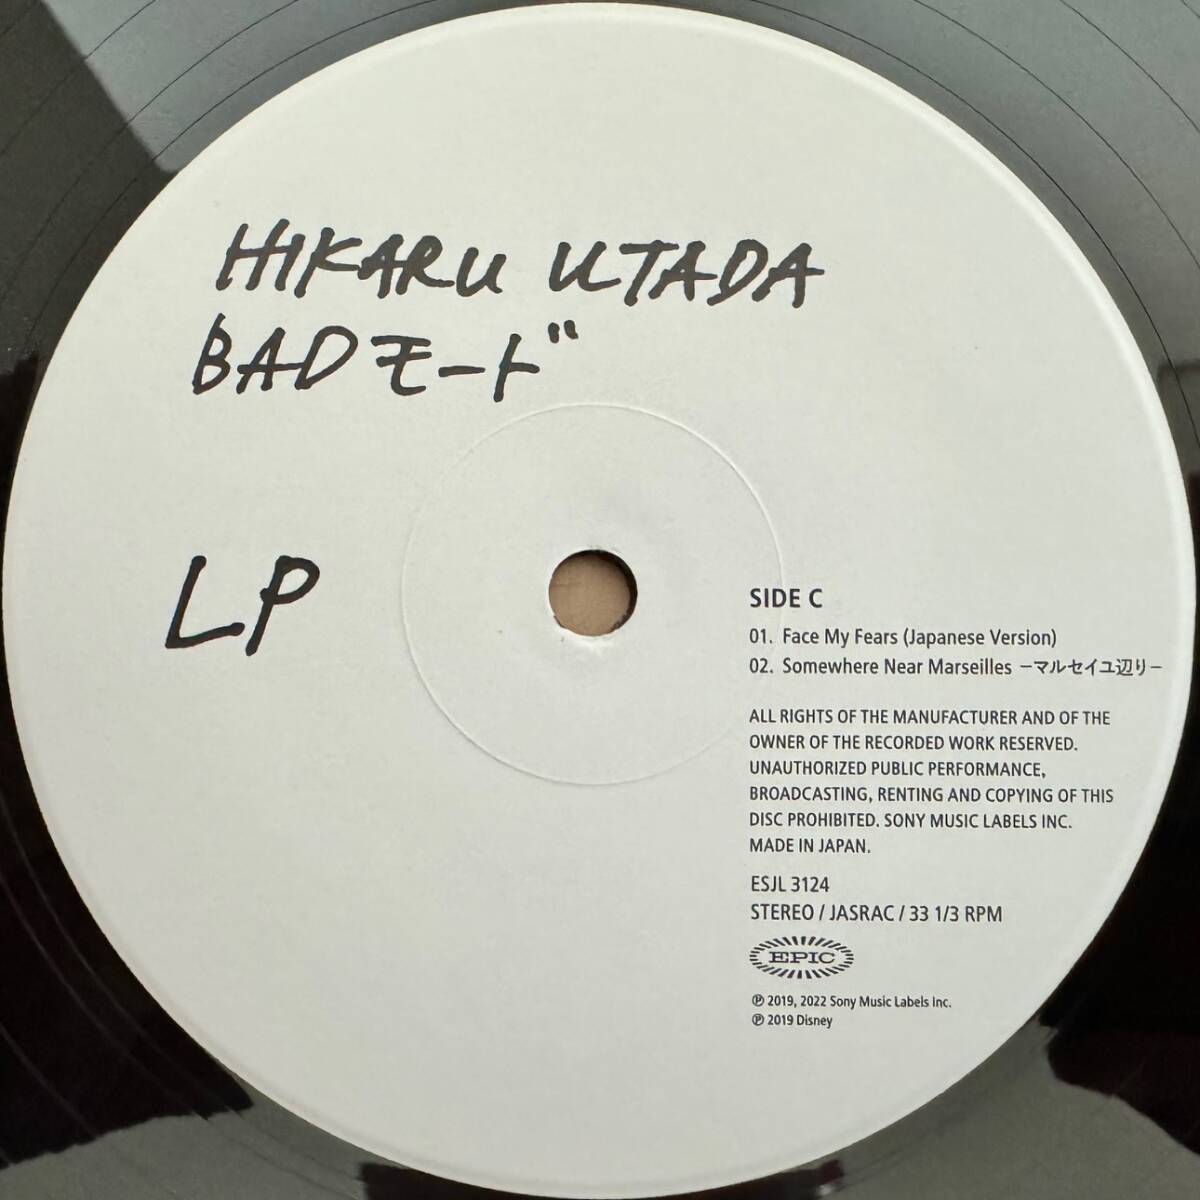 HIKARU UTADA
BADモード
LP
SIDE C
01. Face My Fears (Japanese Version)
02. Somewhere Near Marseilles ーマルセイユ辺りー
ALL RIGHTS OF THE MANUFACTURER AND OF THE
OWNER OF THE RECORDED WORK RESERVED.
UNAUTHORIZED PUBLIC PERFORMANCE,
BROADCASTING, RENTING AND COPYING OF THIS
DISC PROHIBITED. SONY MUSIC LABELS INC.
MADE IN JAPAN.
ESJL 3124
STEREO / JASRAC / 33 1/3 RPM
EPIC
℗ 2019, 2022 Sony Music Labels Inc.
℗ 2019 Disney